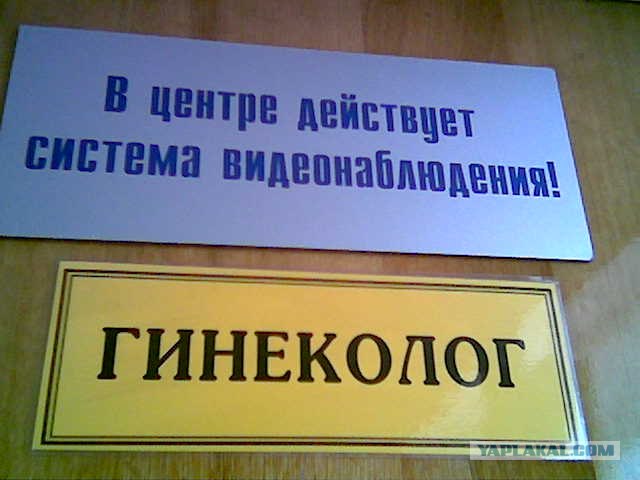 В центре действует
система видеонаблюдения!
ГИНЕКОЛОГ
YAPLAKAL.COM